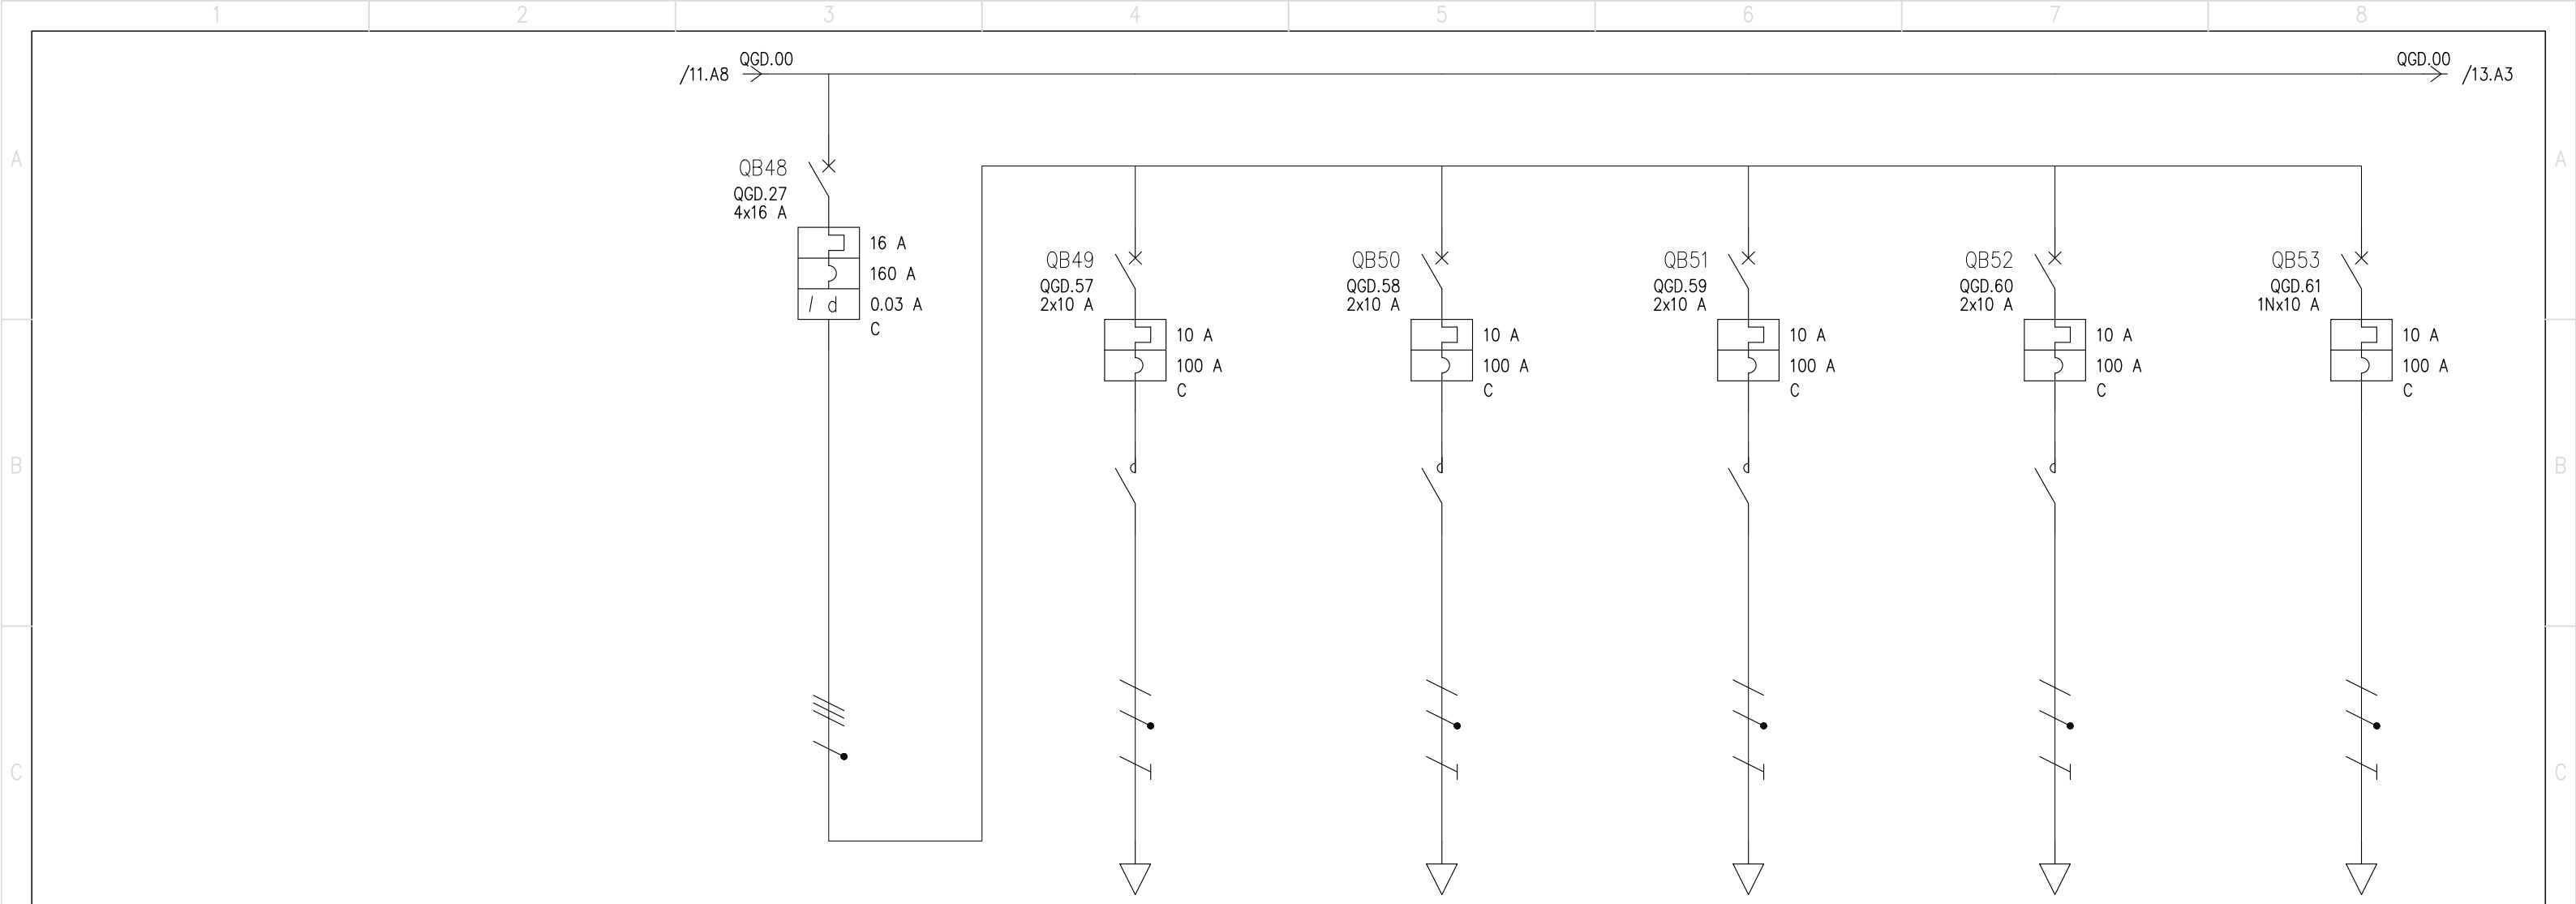 1 2 3 4 5 6 7 8
QGD.00 QGD.00
/11.A8 /13.A3
A A
QB48
QGD.27
4x16 A
16 A
160 A
I d 0.03 A
C
QB49
QGD.57
2x10 A
10 A
100 A
C
QB50
QGD.58
2x10 A
10 A
100 A
C
QB51
QGD.59
2x10 A
10 A
100 A
C
QB52
QGD.60
2x10 A
10 A
100 A
C
QB53
QGD.61
1Nx10 A
10 A
100 A
C
B B
C C